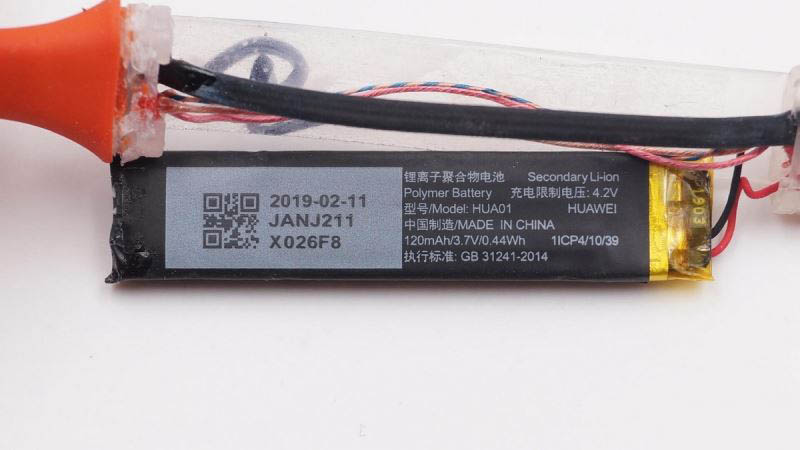 2019-02-11
JANJ211
X026F8
锂离子聚合物电池 Secondary Li-ion
Polymer Battery 充电限制电压: 4.2V
型号/Model: HUA01 HUAWEI
中国制造/MADE IN CHINA
120mAh/3.7V/0.44Wh 1ICP4/10/39
执行标准: GB 31241-2014